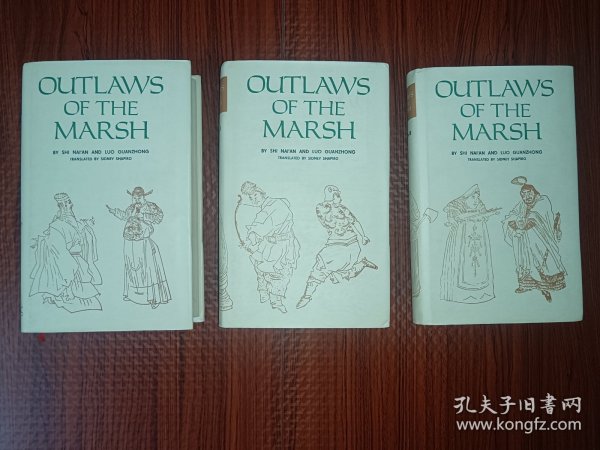 OUTLAWS
OF THE
MARSH
BY SHI NAI'AN AND LUO GUANZHONG
TRANSLATED BY SIDNEY SHAPIRO
OUTLAWS
OF THE
MARSH
BY SHI NAI'AN AND LUO GUANZHONG
TRANSLATED BY SIDNEY SHAPIRO
OUTLAWS
OF THE
MARSH
BY SHI NAI'AN AND LUO GUANZHONG
TRANSLATED BY SIDNEY SHAPIRO
孔夫子旧書网
www.kongfz.com